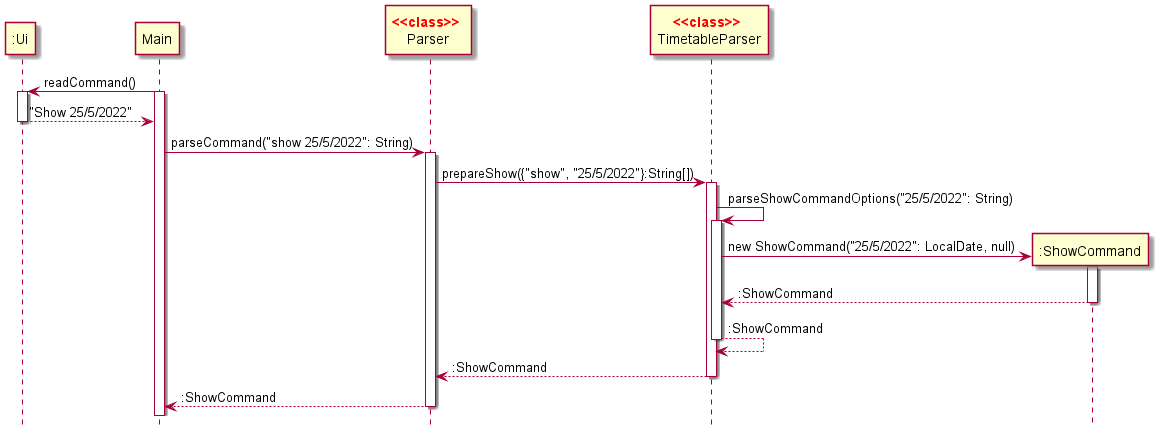 <<class>>
<<class>>
:Ui
Main
Parser
TimetableParser
readCommand()
"Show 25/5/2022"
parseCommand("show 25/5/2022": String)
prepareShow({"show", "25/5/2022"}:String[])
parseShowCommandOptions("25/5/2022": String)
new ShowCommand("25/5/2022": LocalDate, null)
:ShowCommand
:ShowCommand
:ShowCommand
:ShowCommand
:ShowCommand